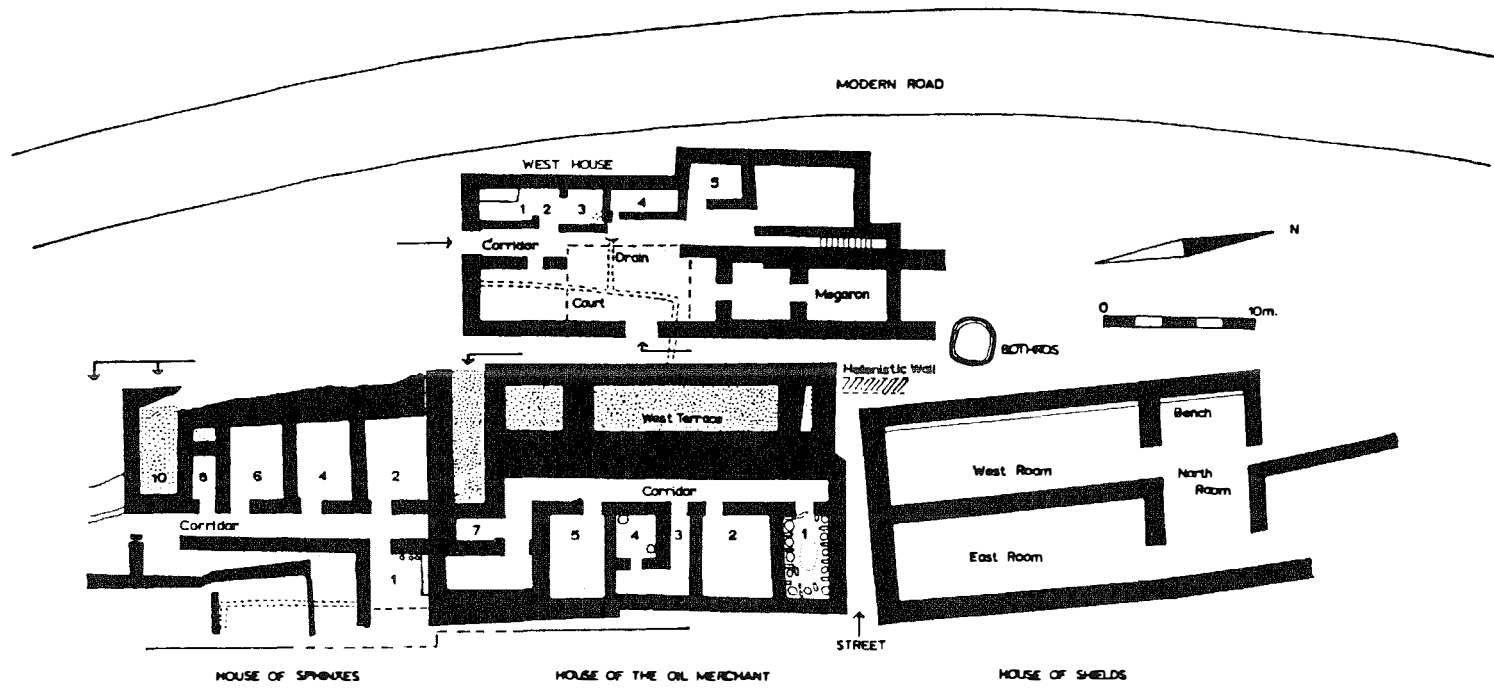 MODERN ROAD
WEST HOUSE
5
1 2 3 4
Corridor
Drain
N
Court
Megaron
0 10m.
BOTHROS
Hellenistic Wall
West Terrace
Bench
10 8 6 4 2
West Room
North
Room
Corridor
Corridor
7 5 4 3 2 1
East Room
1
STREET
HOUSE OF SPHINXES
HOUSE OF THE OIL MERCHANT
HOUSE OF SHIELDS